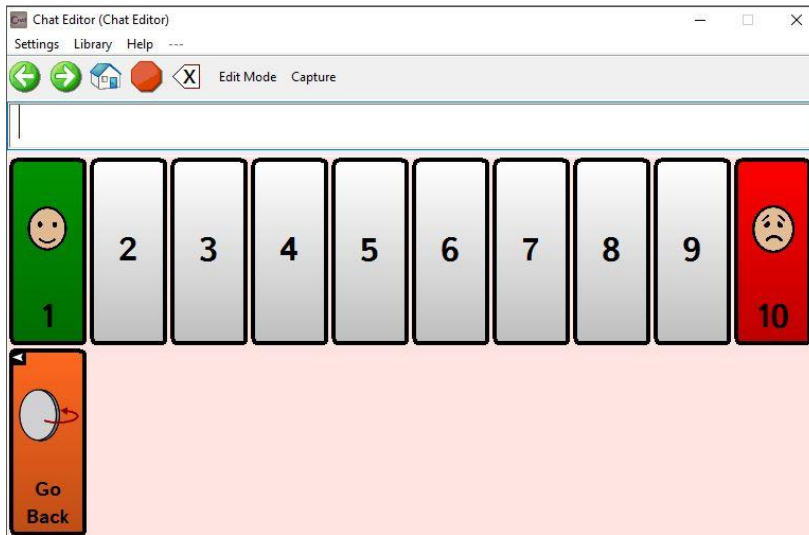 Chat Editor (Chat Editor)
Settings Library Help ---
X Edit Mode Capture
1 2 3 4 5 6 7 8 9 10
Go
Back